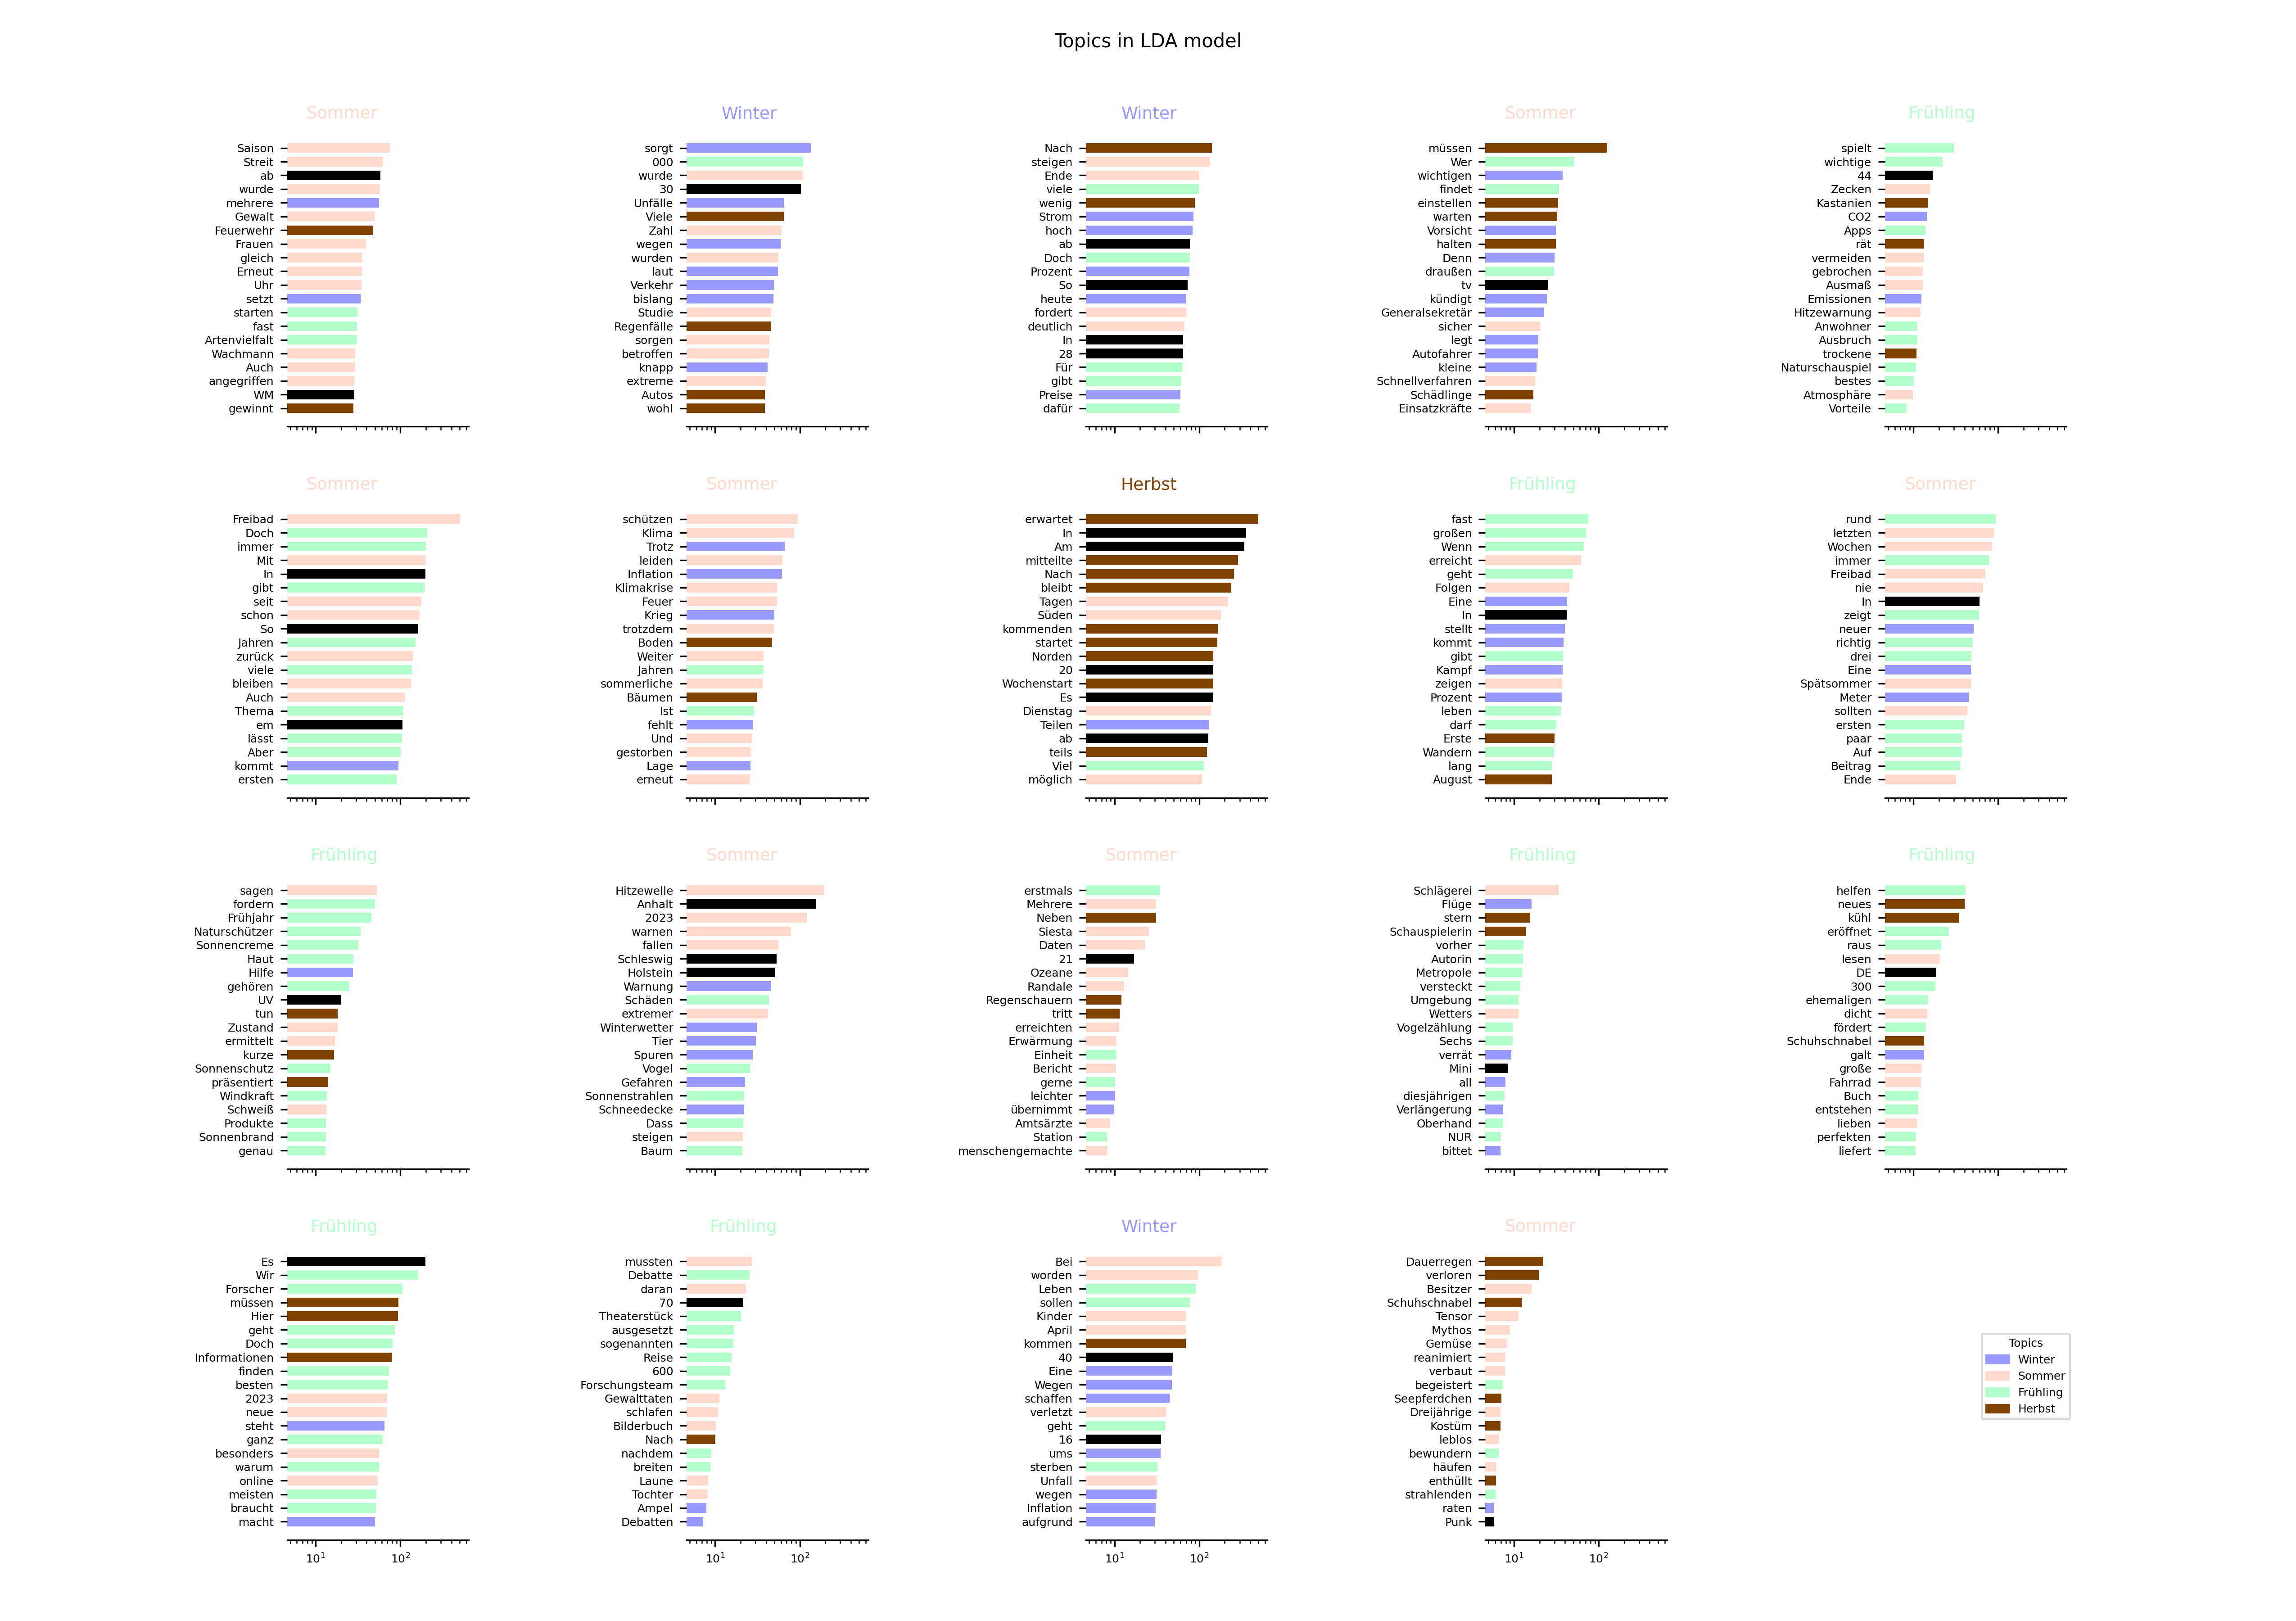 Topics in LDA model
Sommer
Saison
Streit
ab
wurde
mehrere
Gewalt
Feuerwehr
Frauen
gleich
Erneut
Uhr
setzt
starten
fast
Artenvielfalt
Wachmann
Auch
angegriffen
WM
gewinnt
Winter
sorgt
000
wurde
30
Unfälle
Viele
Zahl
wegen
wurden
laut
Verkehr
bislang
Studie
Regenfälle
sorgen
betroffen
knapp
extreme
Autos
wohl
Winter
Nach
steigen
Ende
viele
wenig
Strom
hoch
ab
Doch
Prozent
So
heute
fordert
deutlich
In
28
Für
gibt
Preise
dafür
Sommer
müssen
Wer
wichtigen
findet
einstellen
warten
Vorsicht
halten
Denn
draußen
tv
kündigt
Generalsekretär
sicher
legt
Autofahrer
kleine
Schnellverfahren
Schädlinge
Einsatzkräfte
Frühling
spielt
wichtige
44
Zecken
Kastanien
CO2
Apps
rät
vermeiden
gebrochen
Ausmaß
Emissionen
Hitzewarnung
Anwohner
Ausbruch
trockene
Naturschauspiel
bestes
Atmosphäre
Vorteile
Sommer
Freibad
Doch
immer
Mit
In
gibt
seit
schon
So
Jahren
zurück
viele
bleiben
Auch
Thema
em
lässt
Aber
kommt
ersten
Sommer
schützen
Klima
Trotz
leiden
Inflation
Klimakrise
Feuer
Krieg
trotzdem
Boden
Weiter
Jahren
sommerliche
Bäumen
Ist
fehlt
Und
gestorben
Lage
erneut
Herbst
erwartet
In
Am
mitteilte
Nach
bleibt
Tagen
Süden
kommenden
startet
Norden
20
Wochenstart
Es
Dienstag
Teilen
ab
teils
Viel
möglich
Frühling
fast
großen
Wenn
erreicht
geht
Folgen
Eine
In
stellt
kommt
gibt
Kampf
zeigen
Prozent
leben
darf
Erste
Wandern
lang
August
Sommer
rund
letzten
Wochen
immer
Freibad
nie
In
zeigt
neuer
richtig
drei
Eine
Spätsommer
Meter
sollten
ersten
paar
Auf
Beitrag
Ende
Frühling
sagen
fordern
Frühjahr
Naturschützer
Sonnencreme
Haut
Hilfe
gehören
UV
tun
Zustand
ermittelt
kurze
Sonnenschutz
präsentiert
Windkraft
Schweiß
Produkte
Sonnenbrand
genau
Sommer
Hitzewelle
Anhalt
2023
warnen
fallen
Schleswig
Holstein
Warnung
Schäden
extremer
Winterwetter
Tier
Spuren
Vogel
Gefahren
Sonnenstrahlen
Schneedecke
Dass
steigen
Baum
Sommer
erstmals
Mehrere
Neben
Siesta
Daten
21
Ozeane
Randale
Regenschauern
tritt
erreichten
Erwärmung
Einheit
Bericht
gerne
leichter
übernimmt
Amtsärzte
Station
menschengemachte
Frühling
Schlägerei
Flüge
stern
Schauspielerin
vorher
Autorin
Metropole
versteckt
Umgebung
Wetters
Vogelzählung
Sechs
verrät
Mini
all
diesjährigen
Verlängerung
Oberhand
NUR
bittet
Frühling
helfen
neues
kühl
eröffnet
raus
lesen
DE
300
ehemaligen
dicht
fördert
Schuhschnabel
galt
große
Fahrrad
Buch
entstehen
lieben
perfekten
liefert
Frühling
Es
Wir
Forscher
müssen
Hier
geht
Doch
Informationen
finden
besten
2023
neue
steht
ganz
besonders
warum
online
meisten
braucht
macht
10¹ 10²
Frühling
mussten
Debatte
daran
70
Theaterstück
ausgesetzt
sogenannten
Reise
600
Forschungsteam
Gewalttaten
schlafen
Bilderbuch
Nach
nachdem
breiten
Laune
Tochter
Ampel
Debatten
10¹ 10²
Winter
Bei
worden
Leben
sollen
Kinder
April
kommen
40
Eine
Wegen
schaffen
verletzt
geht
16
ums
sterben
Unfall
wegen
Inflation
aufgrund
10¹ 10²
Sommer
Dauerregen
verloren
Besitzer
Schuhschnabel
Tensor
Mythos
Gemüse
reanimiert
verbaut
begeistert
Seepferdchen
Dreijährige
Kostüm
leblos
bewundern
häufen
enthüllt
strahlenden
raten
Punk
10¹ 10²
Topics
Winter
Sommer
Frühling
Herbst